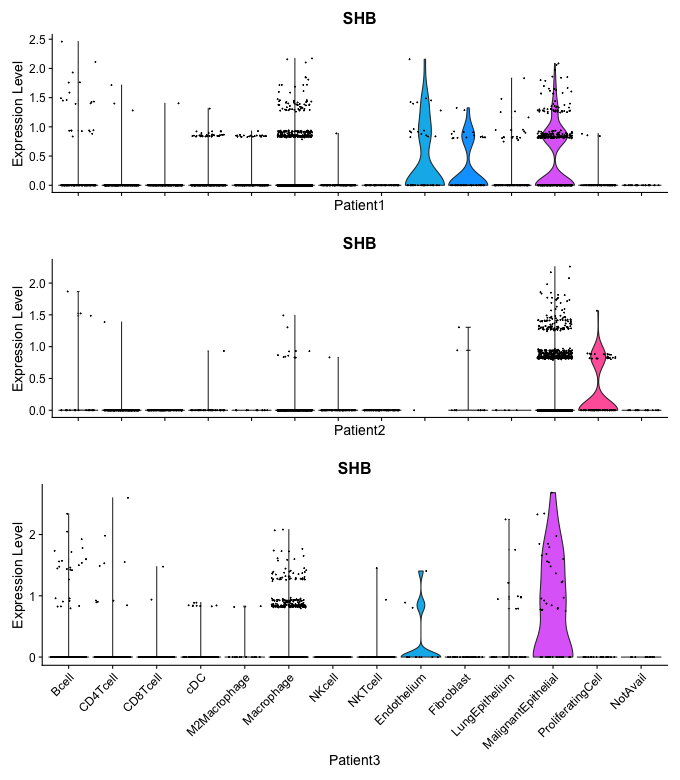 SHB
Expression Level
2.5
2.0
1.5
1.0
0.5
0.0
Patient1
SHB
Expression Level
2.0
1.5
1.0
0.5
0.0
Patient2
SHB
Expression Level
2
1
0
Bcell
CD4Tcell
CD8Tcell
cDC
M2Macrophage
Macrophage
NKcell
NKTcell
Endothelium
Fibroblast
LungEpithelium
MalignantEpithelial
ProliferatingCell
NotAvail
Patient3